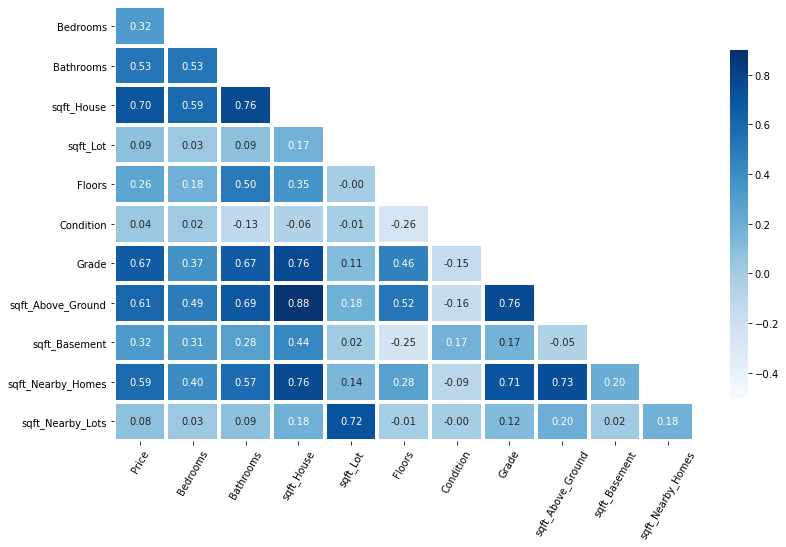 Bedrooms 0.32
Bathrooms 0.53 0.53
sqft_House 0.70 0.59 0.76
sqft_Lot 0.09 0.03 0.09 0.17
Floors 0.26 0.18 0.50 0.35 -0.00
Condition 0.04 0.02 -0.13 -0.06 -0.01 -0.26
Grade 0.67 0.37 0.67 0.76 0.11 0.46 -0.15
sqft_Above_Ground 0.61 0.49 0.69 0.88 0.18 0.52 -0.16 0.76
sqft_Basement 0.32 0.31 0.28 0.44 0.02 -0.25 0.17 0.17 -0.05
sqft_Nearby_Homes 0.59 0.40 0.57 0.76 0.14 0.28 -0.09 0.71 0.73 0.20
sqft_Nearby_Lots 0.08 0.03 0.09 0.18 0.72 -0.01 -0.00 0.12 0.20 0.02 0.18
Price Bedrooms Bathrooms sqft_House sqft_Lot Floors Condition Grade sqft_Above_Ground sqft_Basement sqft_Nearby_Homes
0.8
0.6
0.4
0.2
0.0
-0.2
-0.4